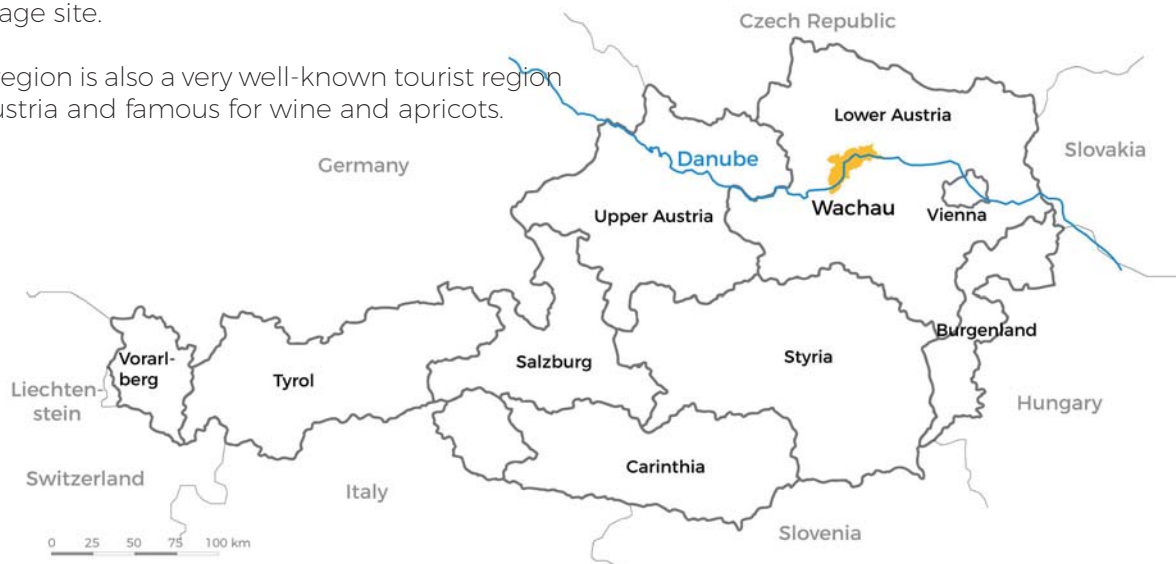 age site.
region is also a very well-known tourist region
ustria and famous for wine and apricots.
Czech Republic
Lower Austria
Slovakia
Germany
Danube
Wachau
Vienna
Upper Austria
Burgenland
Vorarl-
berg
Tyrol
Salzburg
Styria
Liechten-
stein
Hungary
Carinthia
Switzerland
Italy
Slovenia
0 25 50 75 100 km